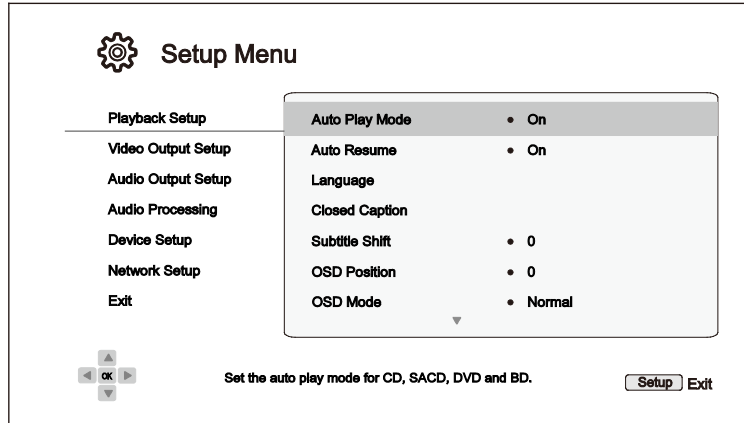 Setup Menu
Playback Setup
Video Output Setup
Audio Output Setup
Audio Processing
Device Setup
Network Setup
Exit
Auto Play Mode • On
Auto Resume • On
Language
Closed Caption
Subtitle Shift • 0
OSD Position • 0
OSD Mode • Normal
OK
Set the auto play mode for CD, SACD, DVD and BD.
Setup Exit